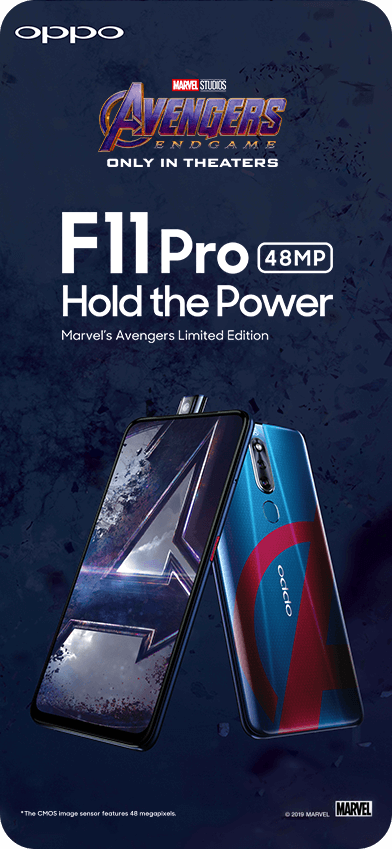 oppo
MARVEL STUDIOS
AVENGERS
ENDGAME
ONLY IN THEATERS
F11 Pro 48MP
Hold the Power
Marvel's Avengers Limited Edition
oppo
*The CMOS image sensor features 48 megapixels.
© 2019 MARVEL MARVEL